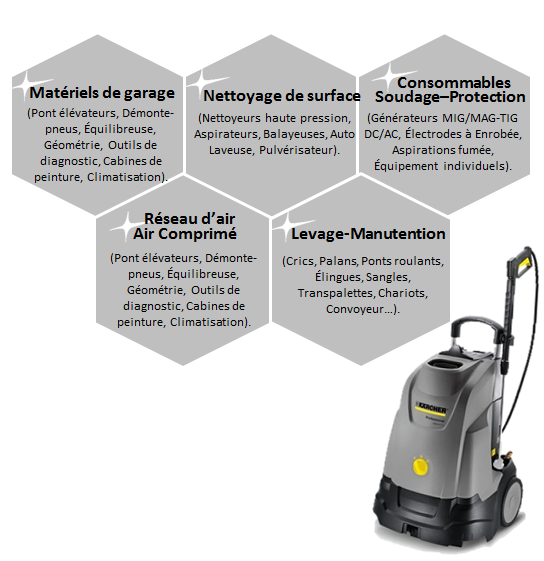 Matériels de garage
(Pont élévateurs, Démonte-
pneus, Équilibreuse,
Géométrie, Outils de
diagnostic, Cabines de
peinture, Climatisation).
Nettoyage de surface
(Nettoyeurs haute pression,
Aspirateurs, Balayeuses, Auto
Laveuse, Pulvérisateur).
Consommables
Soudage–Protection
(Générateurs MIG/MAG-TIG
DC/AC, Électrodes à Enrobée,
Aspirations fumée,
Équipement individuels).
Réseau d’air
Air Comprimé
(Pont élévateurs, Démonte-
pneus, Équilibreuse,
Géométrie, Outils de
diagnostic, Cabines de
peinture, Climatisation).
Levage-Manutention
(Crics, Palans, Ponts roulants,
Élingues, Sangles,
Transpalettes, Chariots,
Convoyeur…).
KÄRCHER